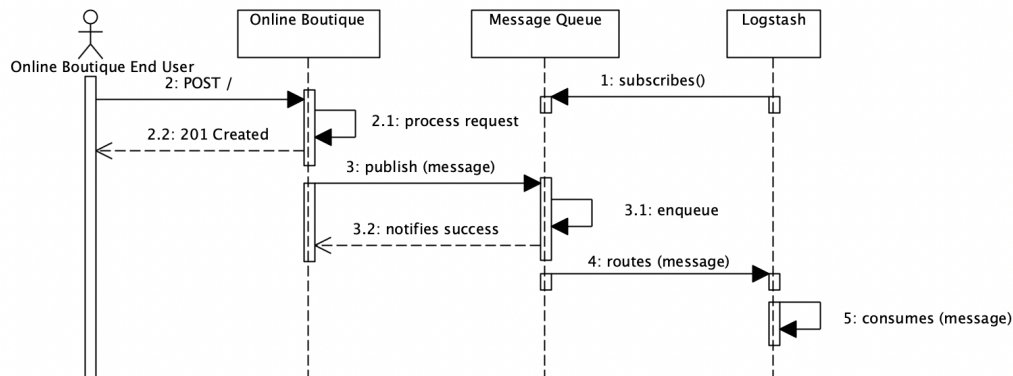 Online Boutique
Message Queue
Logstash
Online Boutique End User
2: POST /
1: subscribes()
2.1: process request
2.2: 201 Created
3: publish (message)
3.1: enqueue
3.2: notifies success
4: routes (message)
5: consumes (message)